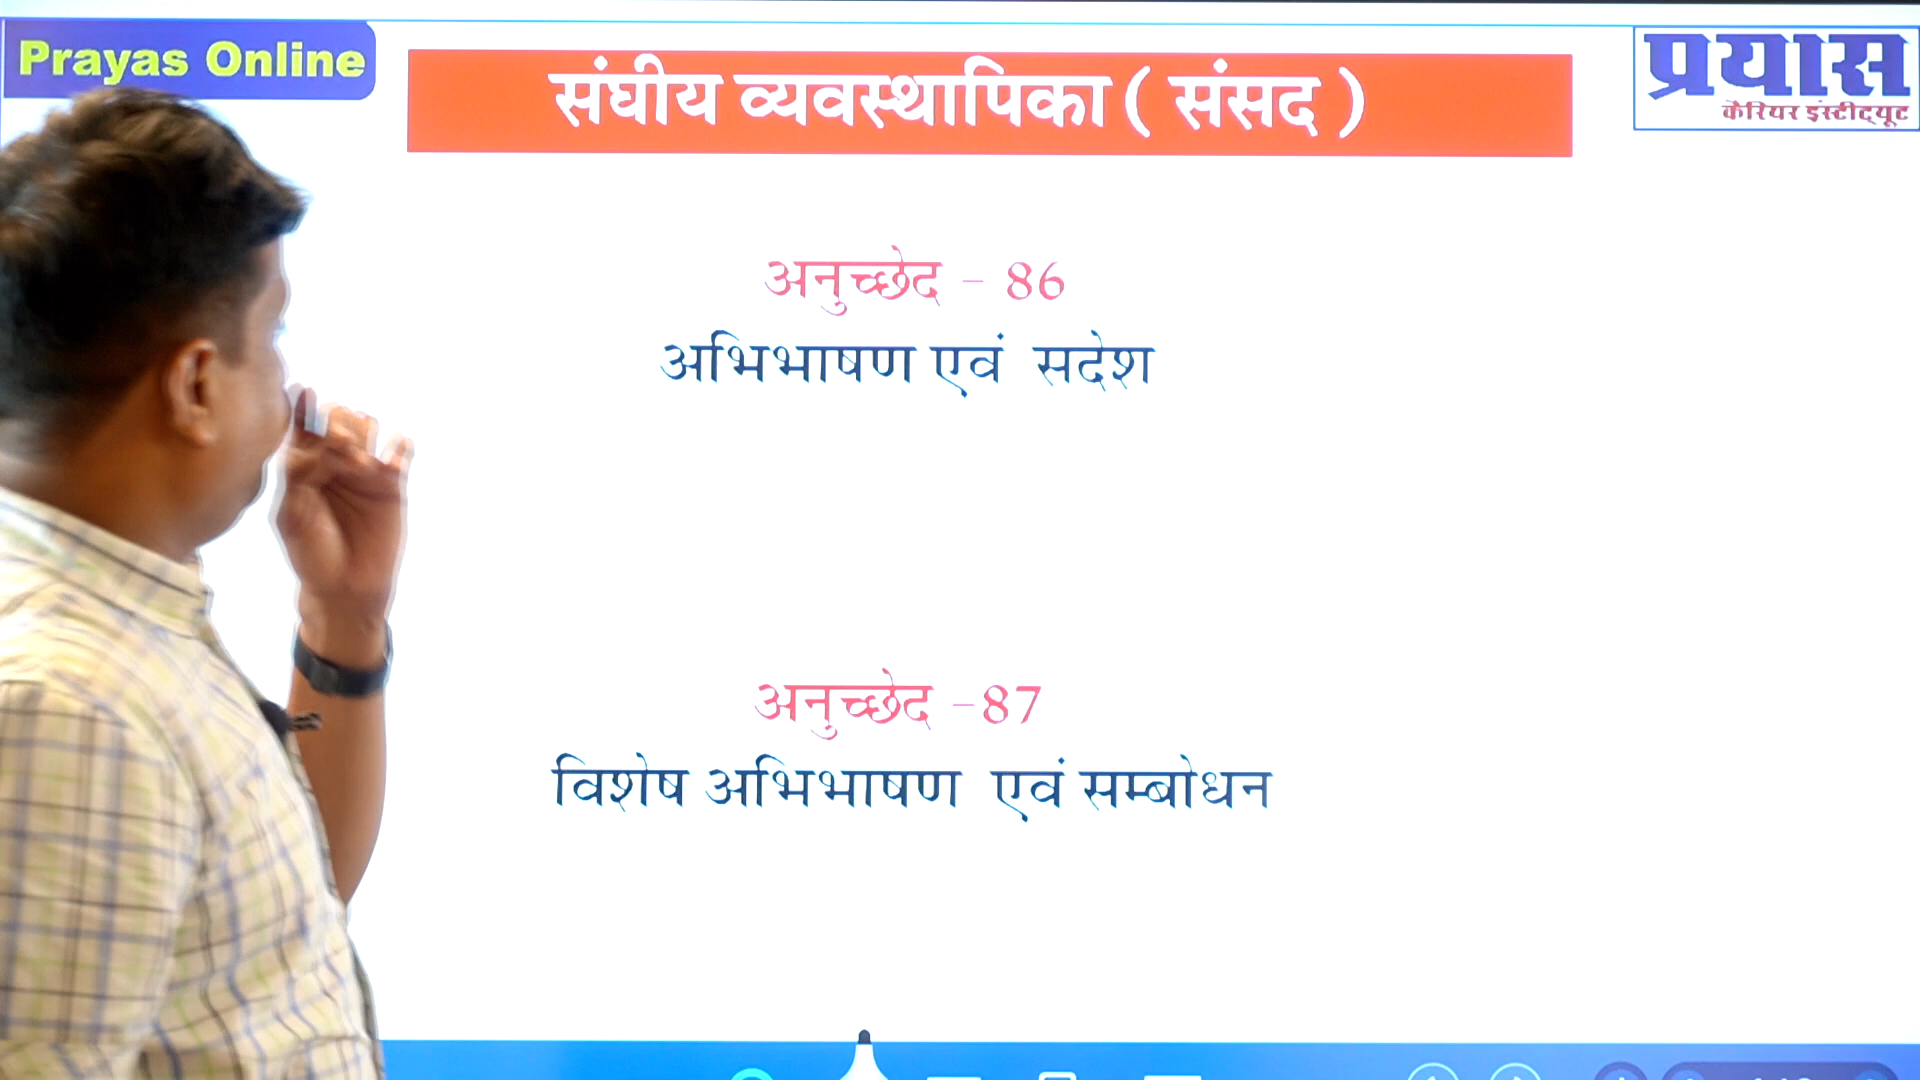 Prayas Online
संघीय व्यवस्थापिका ( संसद )
प्रयास
कैरियर इंस्टीट्यूट
अनुच्छेद – 86
अभिभाषण एवं सदेश
अनुच्छेद –87
विशेष अभिभाषण एवं सम्बोधन